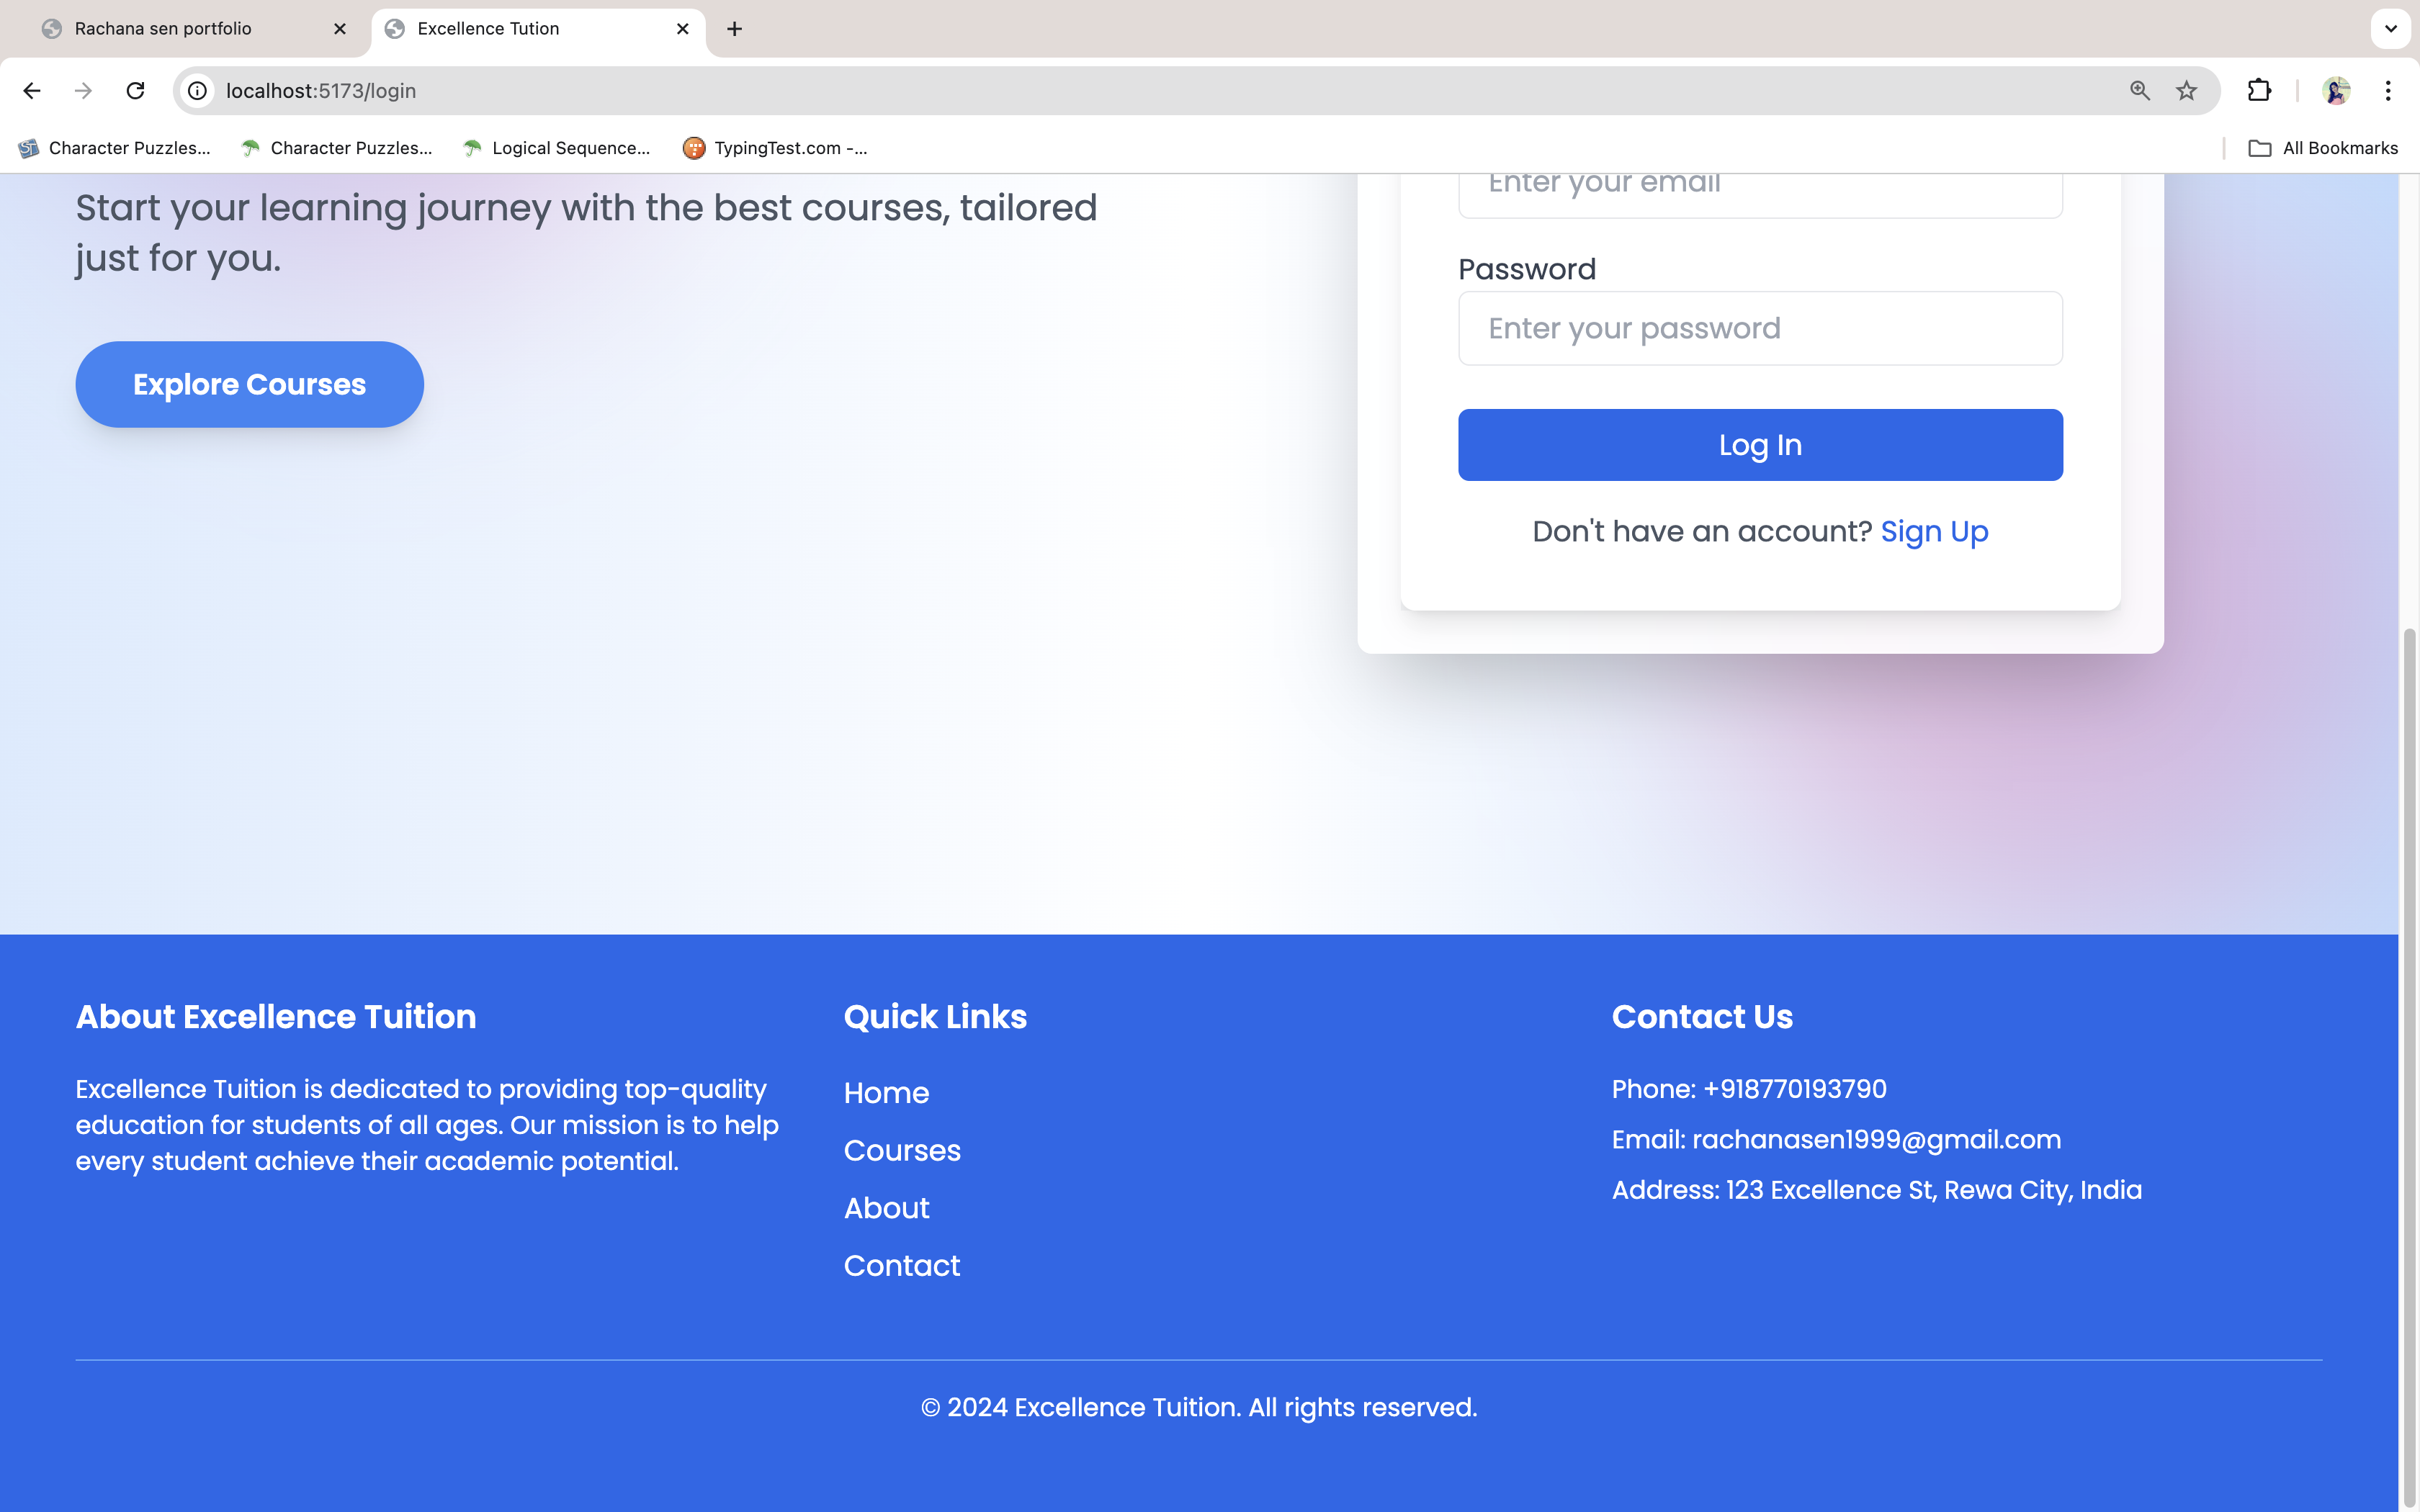 Rachana sen portfolio
Excellence Tution
localhost:5173/login
Character Puzzles...
Character Puzzles...
Logical Sequence...
TypingTest.com -...
All Bookmarks
Start your learning journey with the best courses, tailored
just for you.
Explore Courses
Enter your email
Password
Enter your password
Log In
Don't have an account? Sign Up
About Excellence Tuition
Excellence Tuition is dedicated to providing top-quality
education for students of all ages. Our mission is to help
every student achieve their academic potential.
Quick Links
Home
Courses
About
Contact
Contact Us
Phone: +918770193790
Email: rachanasen1999@gmail.com
Address: 123 Excellence St, Rewa City, India
© 2024 Excellence Tuition. All rights reserved.